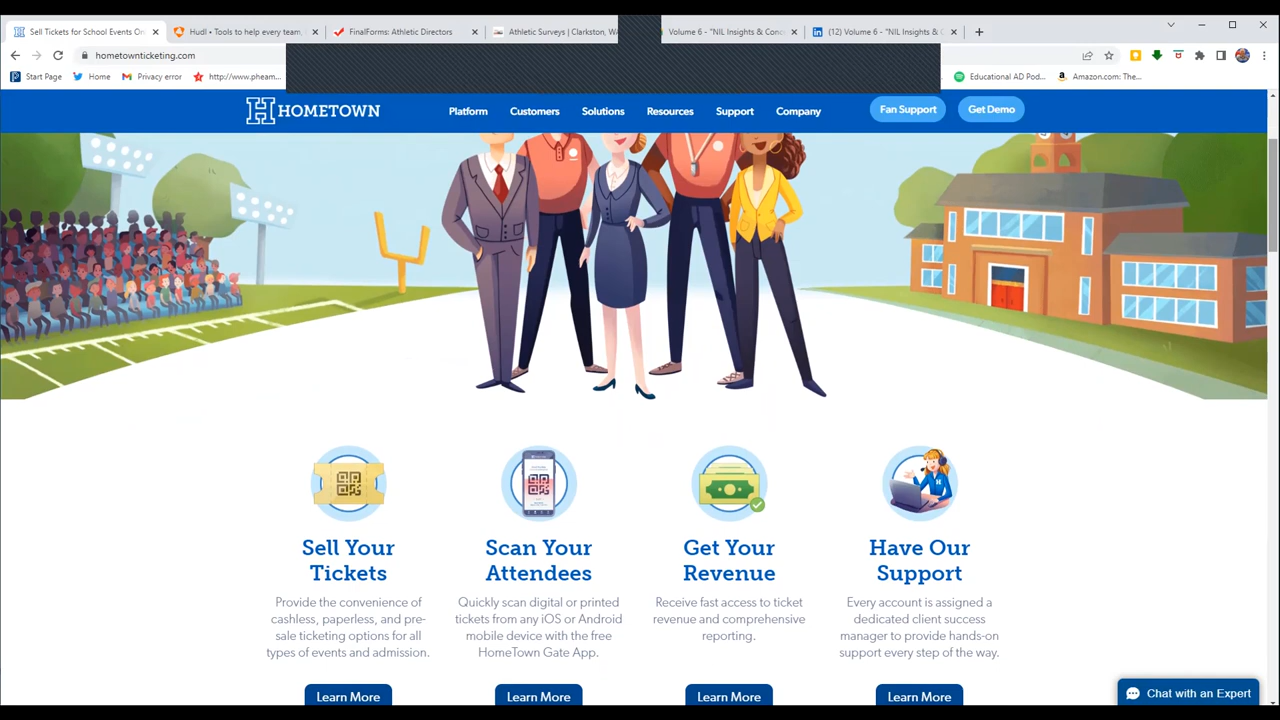 Sell Tickets for School Events On
Hudl • Tools to help every team,
FinalForms: Athletic Directors
Athletic Surveys | Clarkston, WA
Volume 6 - "NIL Insights & Conc
(12) Volume 6 - "NIL Insights & C
hometownticketing.com
Start Page
Home
Privacy error
http://www.pheam...
Educational AD Pod...
Amazon.com: The...
HOMETOWN
Platform
Customers
Solutions
Resources
Support
Company
Fan Support
Get Demo
Sell Your
Tickets
Provide the convenience of
cashless, paperless, and pre-
sale ticketing options for all
types of events and admission.
Learn More
Scan Your
Attendees
Quickly scan digital or printed
tickets from any iOS or Android
mobile device with the free
HomeTown Gate App.
Learn More
Get Your
Revenue
Receive fast access to ticket
revenue and comprehensive
reporting.
Learn More
Have Our
Support
Every account is assigned a
dedicated client success
manager to provide hands-on
support every step of the way.
Learn More
Chat with an Expert